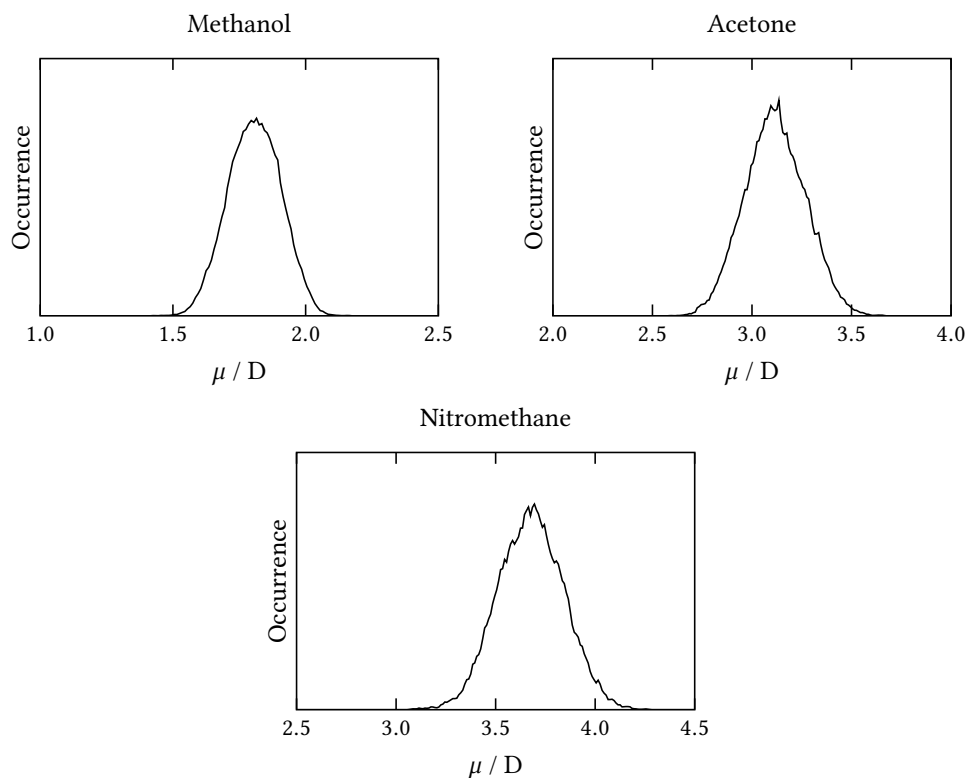 Methanol
Occurrence
1.0 1.5 2.0 2.5
μ / D
Acetone
Occurrence
2.0 2.5 3.0 3.5 4.0
μ / D
Nitromethane
Occurrence
2.5 3.0 3.5 4.0 4.5
μ / D